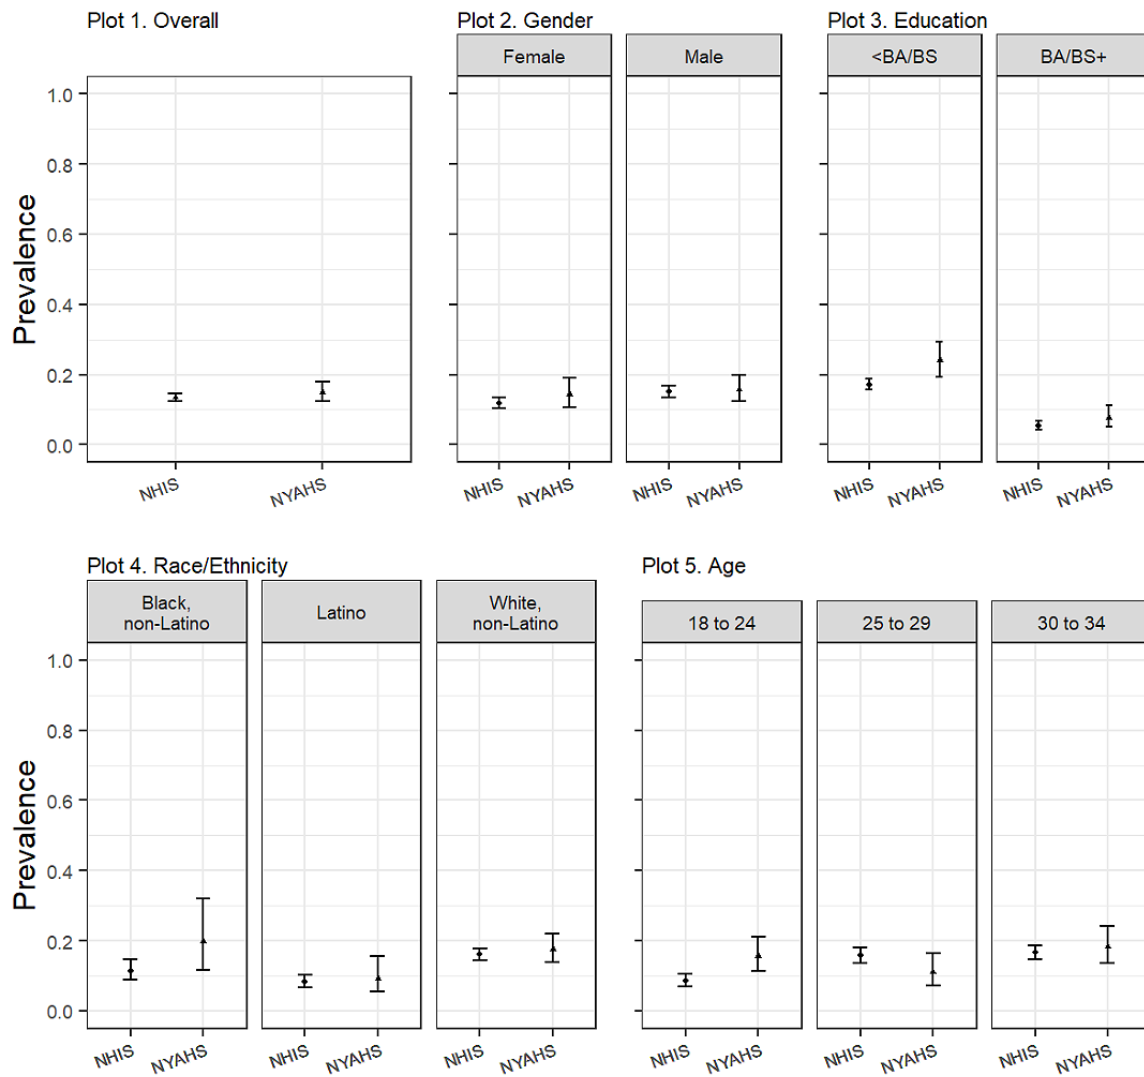 Plot 1. Overall
Plot 2. Gender
Plot 3. Education
Female
Male
<BA/BS
BA/BS+
Prevalence
1.0
0.8
0.6
0.4
0.2
0.0
NHIS
NYAHS
NHIS
NYAHS
NHIS
NYAHS
NHIS
NYAHS
NHIS
NYAHS
Plot 4. Race/Ethnicity
Plot 5. Age
Black,
non-Latino
Latino
White,
non-Latino
18 to 24
25 to 29
30 to 34
Prevalence
1.0
0.8
0.6
0.4
0.2
0.0
NHIS
NYAHS
NHIS
NYAHS
NHIS
NYAHS
NHIS
NYAHS
NHIS
NYAHS
NHIS
NYAHS